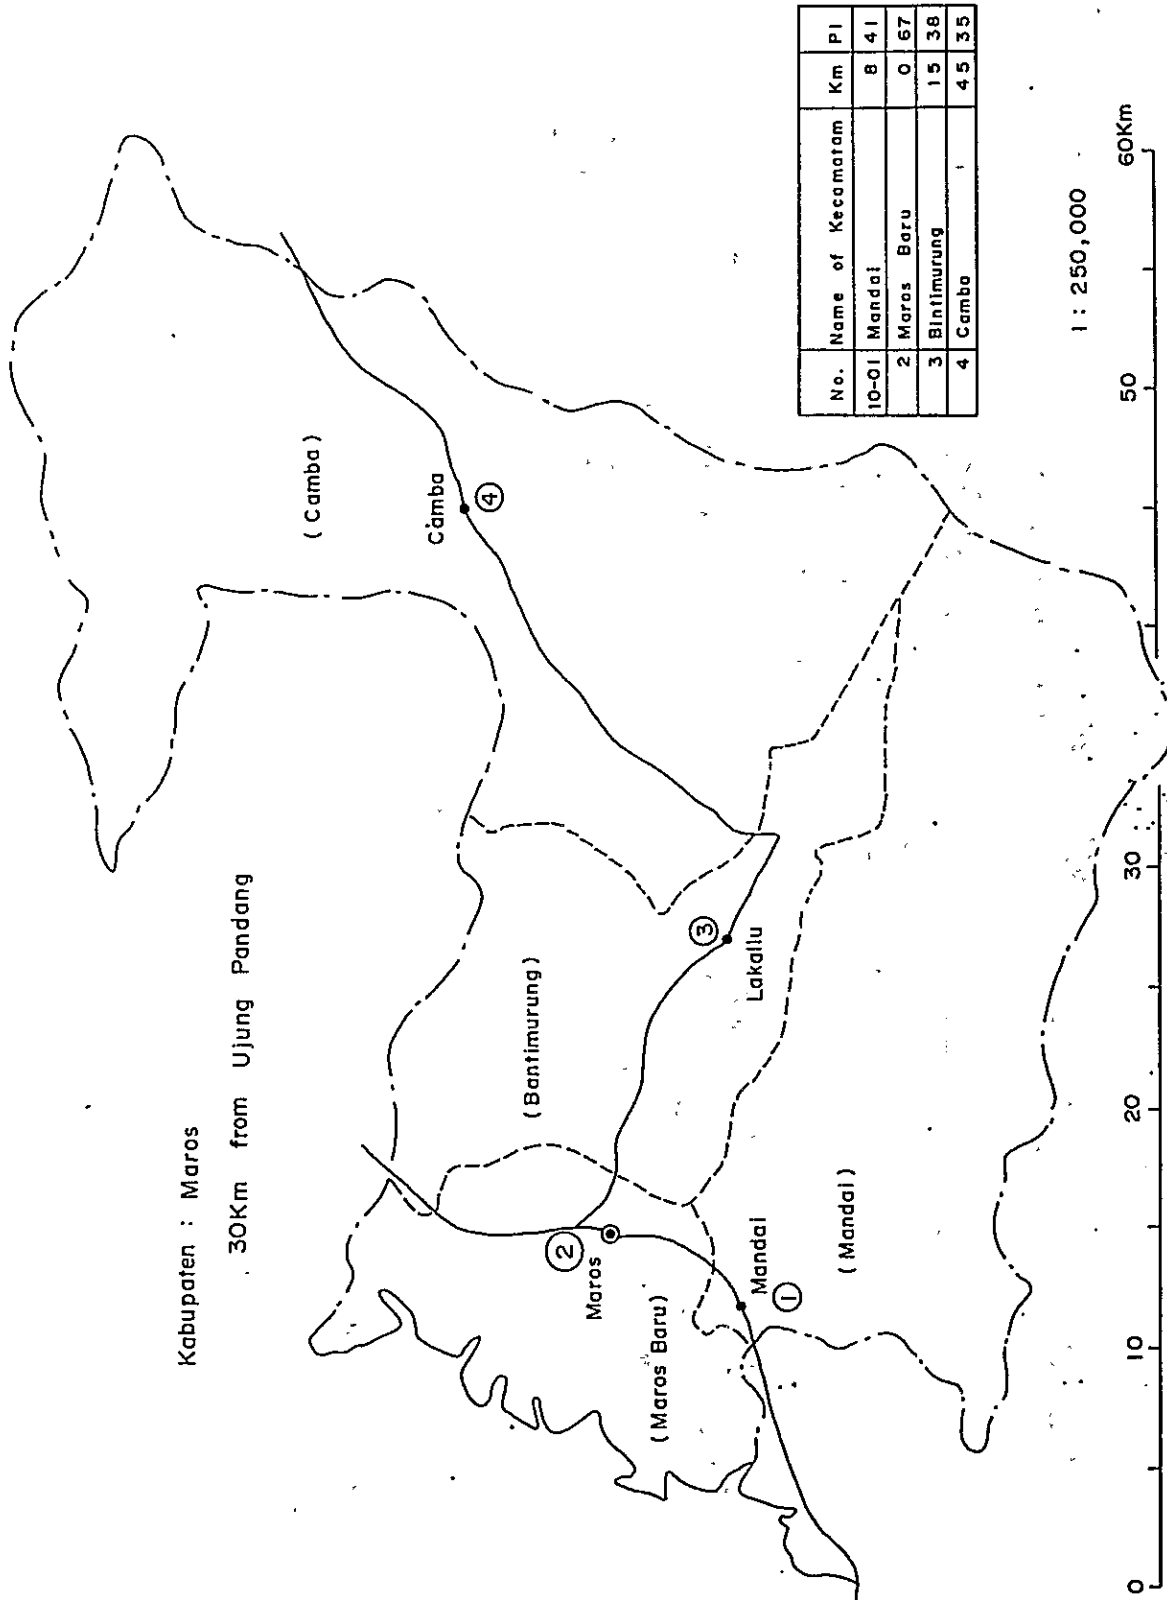 Kabupaten : Maros
30Km from Ujung Pandang
(Camba)
Camba
4
(Bantimurung)
3
Lakallu
2
Maros
(Maros Baru)
Mandai
1
(Mandai)
No. Name of Kecamatam Km Pl
10-01 Mandai 8 41
2 Maros Baru 0 67
3 Bintimurung 15 38
4 Camba 45 35
1 : 250,000
0 10 20 30 50 60Km